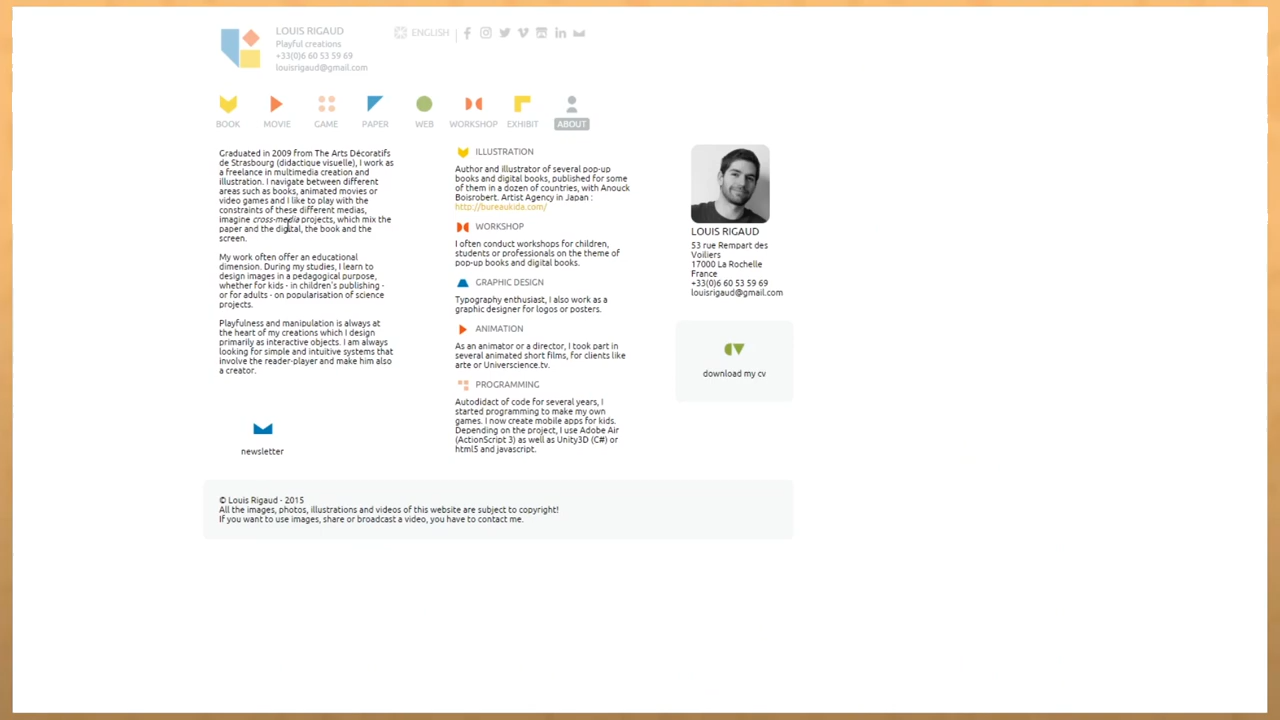 LOUIS RIGAUD
Playful creations
+33(0)6 60 53 59 69
louisrigaud@gmail.com
ENGLISH
BOOK
MOVIE
GAME
PAPER
WEB
WORKSHOP
EXHIBIT
ABOUT
Graduated in 2009 from The Arts Décoratifs
de Strasbourg (didactique visuelle), I work as
a freelance in multimedia creation and
illustration. I navigate between different
areas such as books, animated movies or
video games and I like to play with the
constraints of these different medias,
imagine cross-media projects, which mix the
paper and the digital, the book and the
screen.
My work often offer an educational
dimension. During my studies, I learn to
design images in a pedagogical purpose,
whether for kids - in children's publishing -
or for adults - on popularisation of science
projects.
Playfulness and manipulation is always at
the heart of my creations which I design
primarily as interactive objects. I am always
looking for simple and intuitive systems that
involve the reader-player and make him also
a creator.
newsletter
ILLUSTRATION
Author and illustrator of several pop-up
books and digital books, published for some
of them in a dozen of countries, with Anouck
Boisrobert. Artist Agency in Japan :
http://bureaukida.com/
WORKSHOP
I often conduct workshops for children,
students or professionals on the theme of
pop-up books and digital books.
GRAPHIC DESIGN
Typography enthusiast, I also work as a
graphic designer for logos or posters.
ANIMATION
As an animator or a director, I took part in
several animated short films, for clients like
arte or Universcience.tv.
PROGRAMMING
Autodidact of code for several years, I
started programming to make my own
games. I now create mobile apps for kids.
Depending on the project, I use Adobe Air
(ActionScript 3) as well as Unity3D (C#) or
html5 and javascript.
LOUIS RIGAUD
53 rue Rempart des
Voiliers
17000 La Rochelle
France
+33(0)6 60 53 59 69
louisrigaud@gmail.com
download my cv
© Louis Rigaud - 2015
All the images, photos, illustrations and videos of this website are subject to copyright!
If you want to use images, share or broadcast a video, you have to contact me.